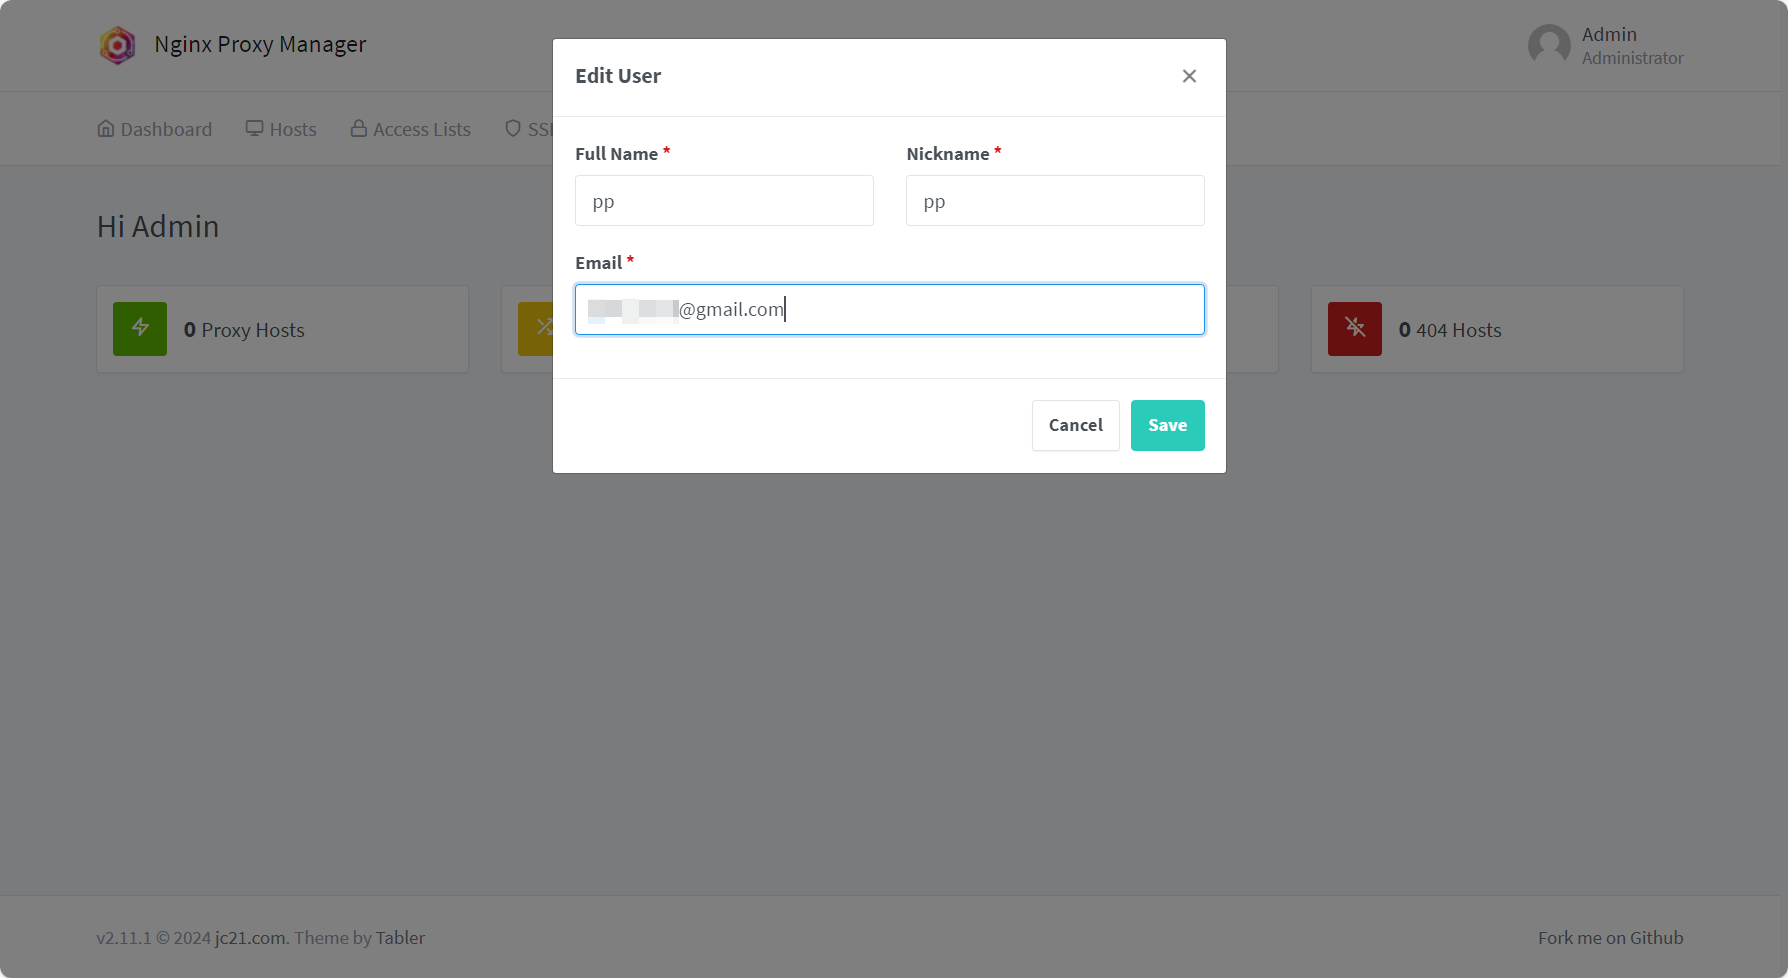 Nginx Proxy Manager
Admin
Administrator
Dashboard
Hosts
Access Lists
Hi Admin
0 Proxy Hosts
0 404 Hosts
Edit User
Full Name *
Nickname *
pp
pp
Email *
@gmail.com
Cancel
Save
v2.11.1 © 2024 jc21.com. Theme by Tabler
Fork me on Github